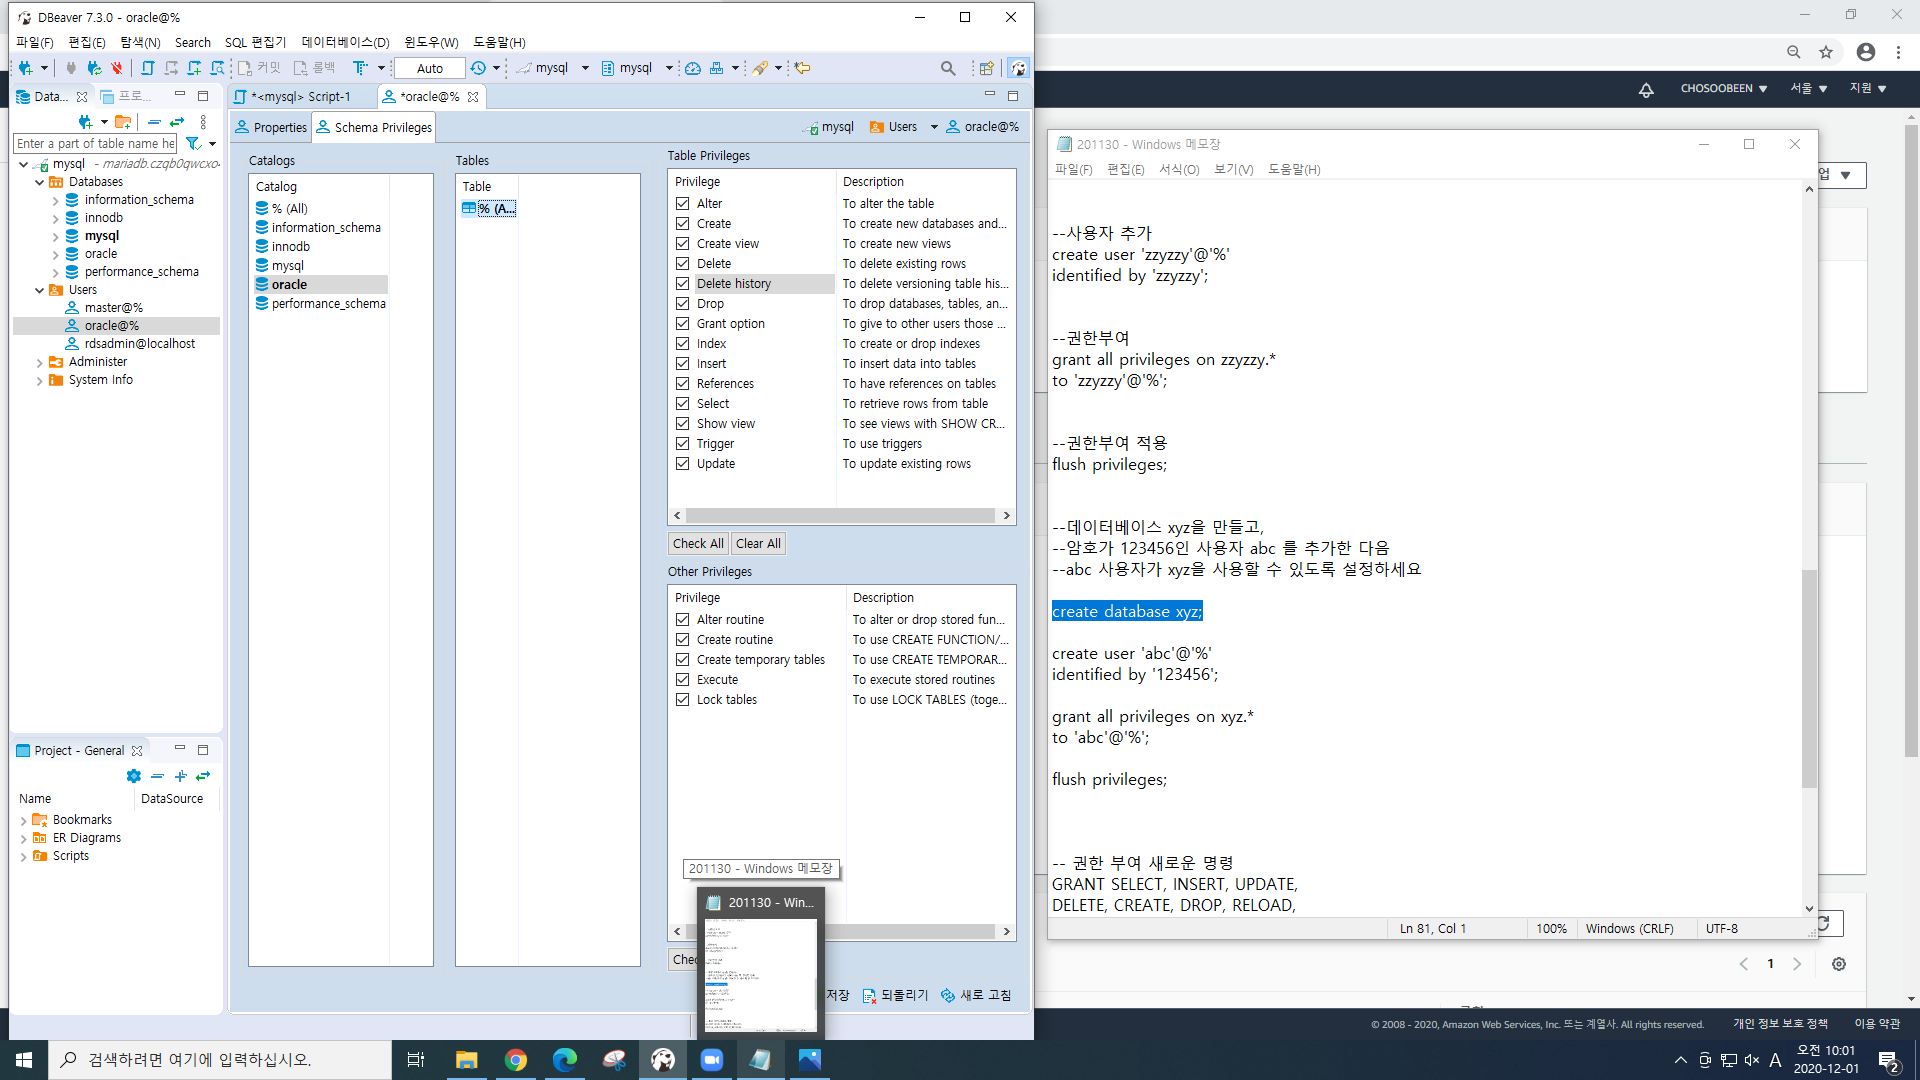 DBeaver 7.3.0 - oracle@%
파일(F) 편집(E) 탐색(N) Search SQL 편집기 데이터베이스(D) 윈도우(W) 도움말(H)
커밋 롤백 Auto mysql mysql
Data... 프로...
*<mysql> Script-1 *oracle@%
Enter a part of table name he
mysql - mariadb.czqb0qwcxo
Databases
information_schema
innodb
mysql
oracle
performance_schema
Users
master@%
oracle@%
rdsadmin@localhost
Administer
System Info
Project - General
Name DataSource
Bookmarks
ER Diagrams
Scripts
Properties Schema Privileges mysql Users oracle@%
Catalogs
Catalog
% (All)
information_schema
innodb
mysql
oracle
performance_schema
Tables
Table
% (A...
Table Privileges
Privilege Description
Alter To alter the table
Create To create new databases and...
Create view To create new views
Delete To delete existing rows
Delete history To delete versioning table his...
Drop To drop databases, tables, an...
Grant option To give to other users those ...
Index To create or drop indexes
Insert To insert data into tables
References To have references on tables
Select To retrieve rows from table
Show view To see views with SHOW CR...
Trigger To use triggers
Update To update existing rows
Check All Clear All
Other Privileges
Privilege Description
Alter routine To alter or drop stored fun...
Create routine To use CREATE FUNCTION/...
Create temporary tables To use CREATE TEMPORAR...
Execute To execute stored routines
Lock tables To use LOCK TABLES (toge...
201130 - Windows 메모장
201130 - Win...
Chec
저장 되돌리기 새로 고침
CHOSOOBEEN 서울 지원
201130 - Windows 메모장
파일(F) 편집(E) 서식(O) 보기(V) 도움말(H)
업
--사용자 추가
create user 'zzyzzy'@'%'
identified by 'zzyzzy';
--권한부여
grant all privileges on zzyzzy.*
to 'zzyzzy'@'%';
--권한부여 적용
flush privileges;
--데이터베이스 xyz을 만들고,
--암호가 123456인 사용자 abc 를 추가한 다음
--abc 사용자가 xyz을 사용할 수 있도록 설정하세요
create database xyz;
create user 'abc'@'%'
identified by '123456';
grant all privileges on xyz.*
to 'abc'@'%';
flush privileges;
-- 권한 부여 새로운 명령
GRANT SELECT, INSERT, UPDATE,
DELETE, CREATE, DROP, RELOAD,
Ln 81, Col 1 100% Windows (CRLF) UTF-8
1
© 2008 - 2020, Amazon Web Services, Inc. 또는 계열사. All rights reserved. 개인 정보 보호 정책 이용 약관
검색하려면 여기에 입력하십시오.
A 오전 10:01
2020-12-01
2